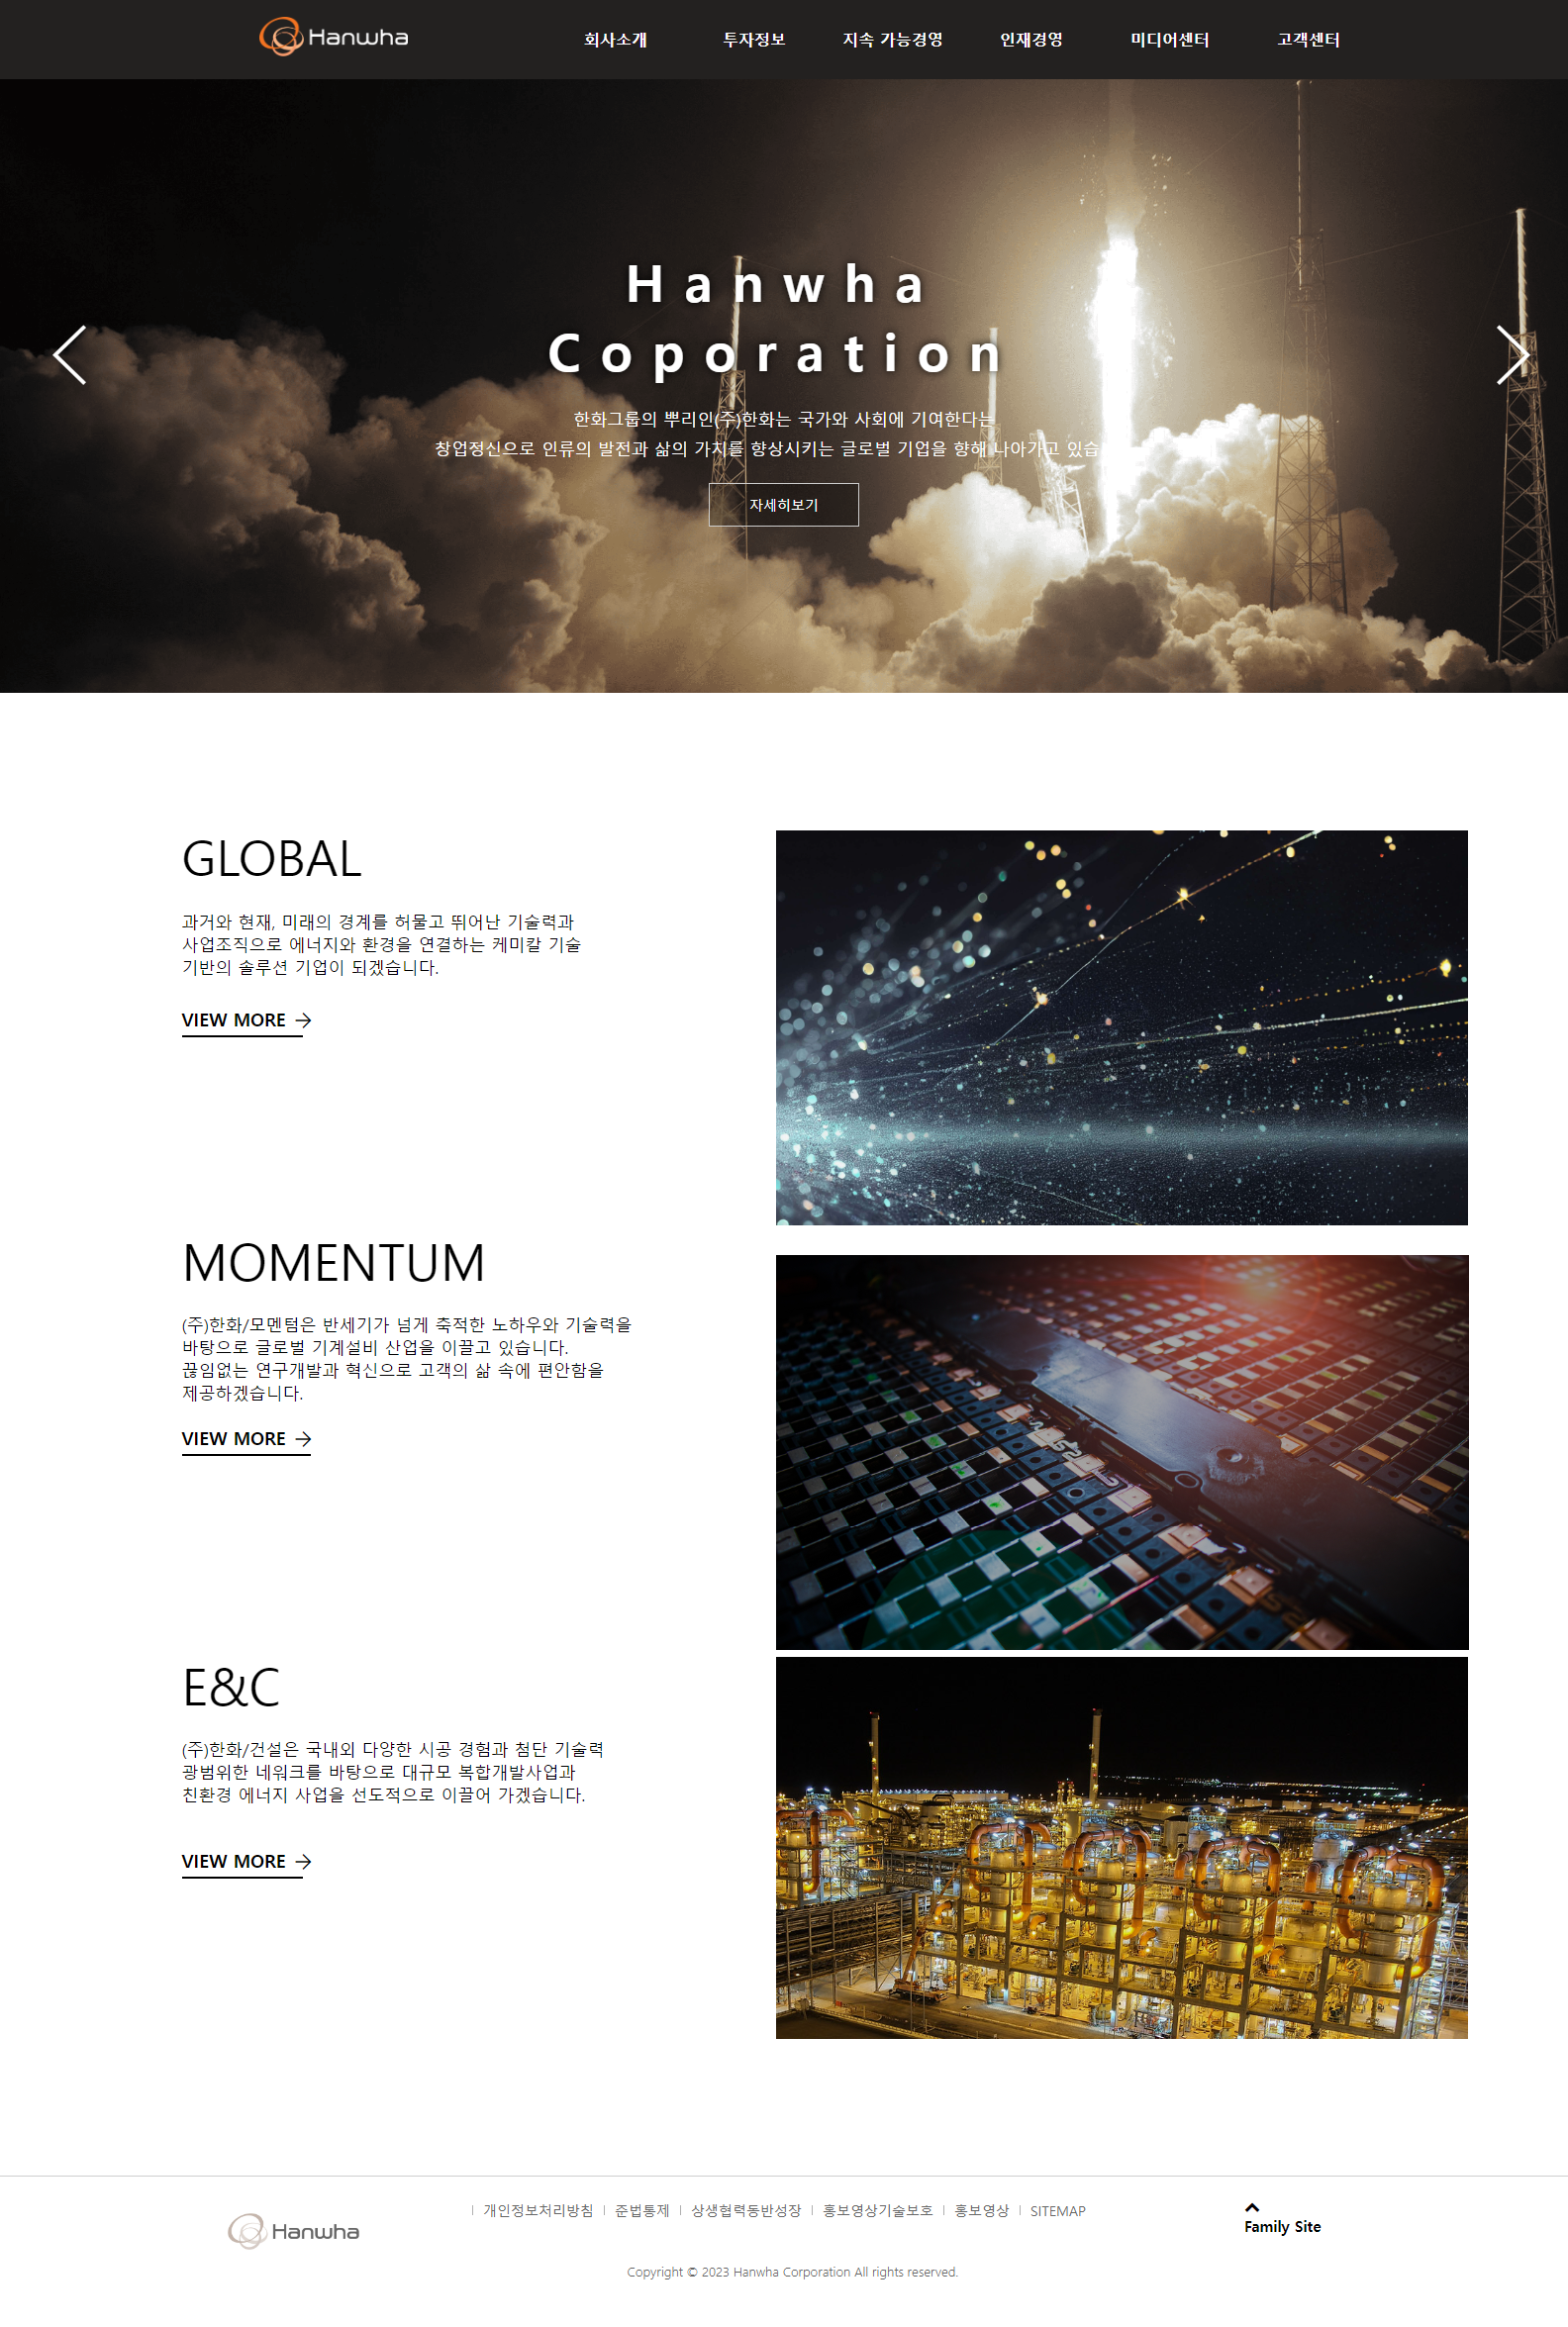 Hanwha
회사소개 투자정보 지속 가능경영 인재경영 미디어센터 고객센터
Hanwha
Coporation
한화그룹의 뿌리인(주)한화는 국가와 사회에 기여한다는
창업정신으로 인류의 발전과 삶의 가치를 향상시키는 글로벌 기업을 향해 나아가고
자세히보기
GLOBAL
과거와 현재, 미래의 경계를 허물고 뛰어난 기술력과
사업조직으로 에너지와 환경을 연결하는 케미칼 기술
기반의 솔루션 기업이 되겠습니다.
VIEW MORE
MOMENTUM
(주)한화/모멘텀은 반세기가 넘게 축적한 노하우와 기술력을
바탕으로 글로벌 기계설비 산업을 이끌고 있습니다.
끊임없는 연구개발과 혁신으로 고객의 삶 속에 편안함을
제공하겠습니다.
VIEW MORE
E&C
(주)한화/건설은 국내외 다양한 시공 경험과 첨단 기술력
광범위한 네워크를 바탕으로 대규모 복합개발사업과
친환경 에너지 사업을 선도적으로 이끌어 가겠습니다.
VIEW MORE
Hanwha
개인정보처리방침 준법통제 상생협력동반성장 홍보영상기술보호 홍보영상 SITEMAP
Family Site
Copyright © 2023 Hanwha Corporation All rights reserved.